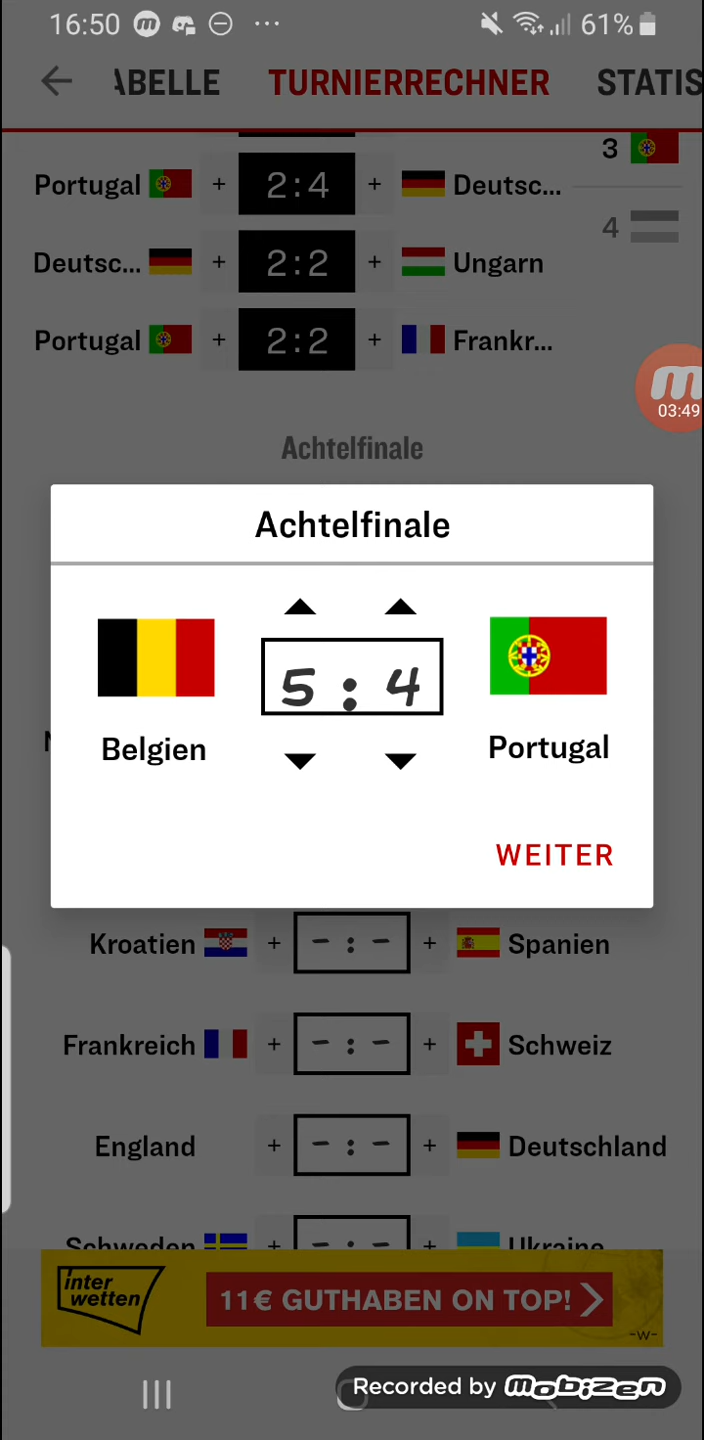 16:50 61%
ABELLE TURNIERRECHNER STATIS
3
Portugal + 2:4 + Deutsc...
4
Deutsc... + 2:2 + Ungarn
Portugal + 2:2 + Frankr...
m
03:49
Achtelfinale
Achtelfinale
5 : 4
Belgien Portugal
WEITER
Kroatien + - : - + Spanien
Frankreich + - : - + Schweiz
England + - : - + Deutschland
Schweden + - : - + Ukraine
inter
wetten
11€ GUTHABEN ON TOP!
-W-
Recorded by mobizen